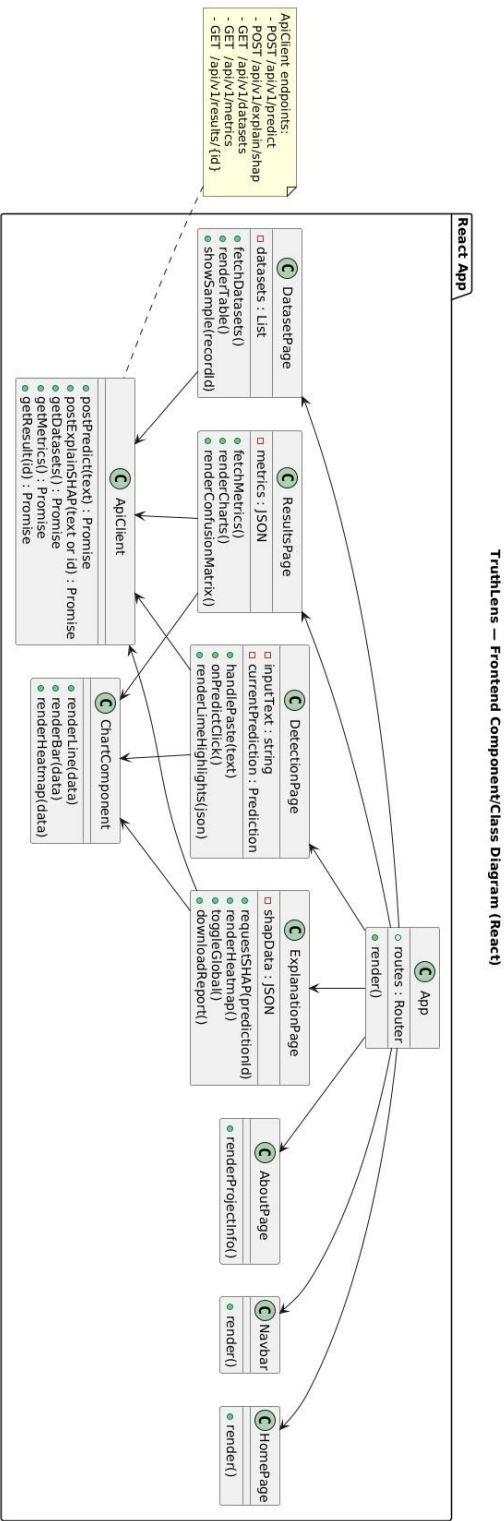 TruthLens — Frontend Component/Class Diagram (React)
React App
C App
routes : Router
render()
C DatasetPage
datasets : List
fetchDatasets()
renderTable()
showSample(recordId)
C ResultsPage
metrics : JSON
fetchMetrics()
renderCharts()
renderConfusionMatrix()
C DetectionPage
inputText : string
currentPrediction : Prediction
handlePaste(text)
onPredictClick()
renderLimeHighlights(json)
C ExplanationPage
shapData : JSON
requestSHAP(predictionId)
renderHeatmap()
toggleGlobal()
downloadReport()
C AboutPage
renderProjectInfo()
C Navbar
render()
C HomePage
render()
ApiClient endpoints:
- POST /api/v1/predict
- POST /api/v1/explain/shap
- GET /api/v1/datasets
- GET /api/v1/metrics
- GET /api/v1/results/{id}
C ApiClient
postPredict(text) : Promise
postExplainSHAP(text or id) : Promise
getDatasets() : Promise
getMetrics() : Promise
getResult(id) : Promise
C ChartComponent
renderLine(data)
renderBar(data)
renderHeatmap(data)